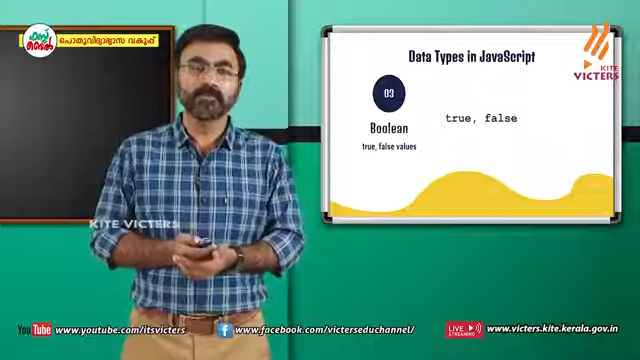 ഫസ്റ്റ് ബെൽ
പൊതുവിദ്യാഭ്യാസ വകുപ്പ്
KITE
VICTERS
Data Types in JavaScript
03
Boolean
true, false values
true, false
KITE VICTERS
YouTube www.youtube.com/itsvicters
f www.facebook.com/victerseduchannel/
LIVE STREAMING www.victers.kite.kerala.gov.in